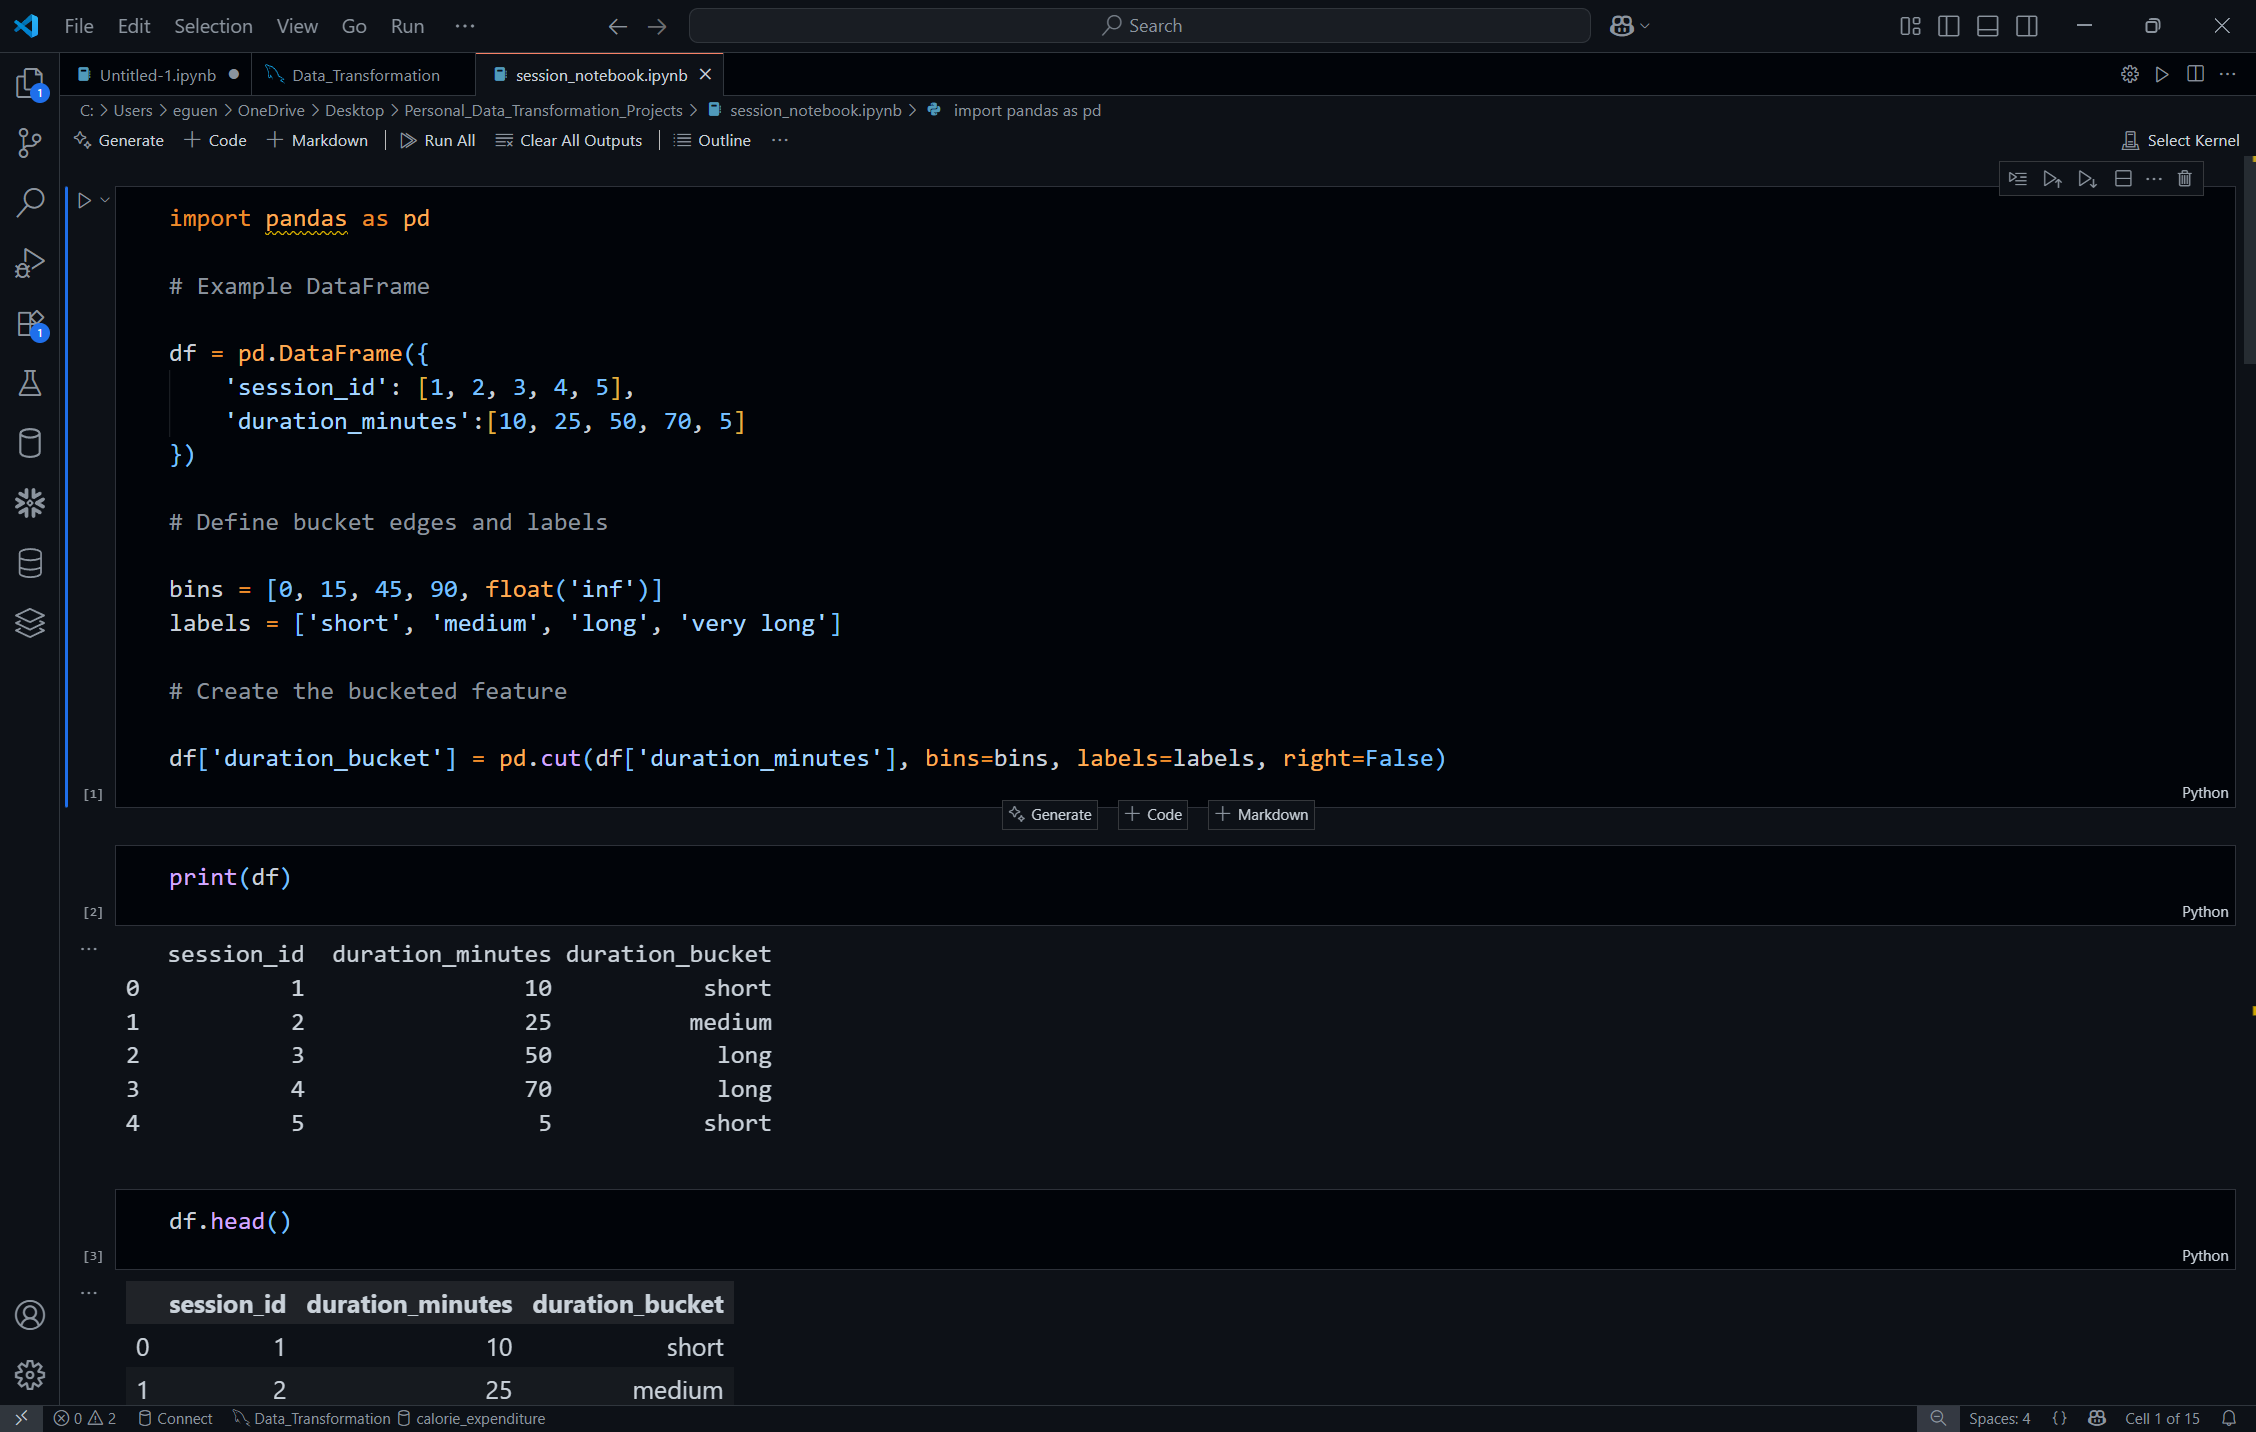 File Edit Selection View Go Run ··· Search
Untitled-1.ipynb Data_Transformation session_notebook.ipynb
C: > Users > eguen > OneDrive > Desktop > Personal_Data_Transformation_Projects > session_notebook.ipynb > import pandas as pd
Generate + Code + Markdown Run All Clear All Outputs Outline ··· Select Kernel
import pandas as pd
# Example DataFrame
df = pd.DataFrame({
    'session_id': [1, 2, 3, 4, 5],
    'duration_minutes':[10, 25, 50, 70, 5]
})
# Define bucket edges and labels
bins = [0, 15, 45, 90, float('inf')]
labels = ['short', 'medium', 'long', 'very long']
# Create the bucketed feature
df['duration_bucket'] = pd.cut(df['duration_minutes'], bins=bins, labels=labels, right=False)
[1] Python
Generate + Code + Markdown
print(df)
[2] Python
session_id duration_minutes duration_bucket
0 1 10 short
1 2 25 medium
2 3 50 long
3 4 70 long
4 5 5 short
df.head()
[3] Python
session_id duration_minutes duration_bucket
0 1 10 short
1 2 25 medium
0 2 Connect Data_Transformation calorie_expenditure Spaces: 4 {} Cell 1 of 15